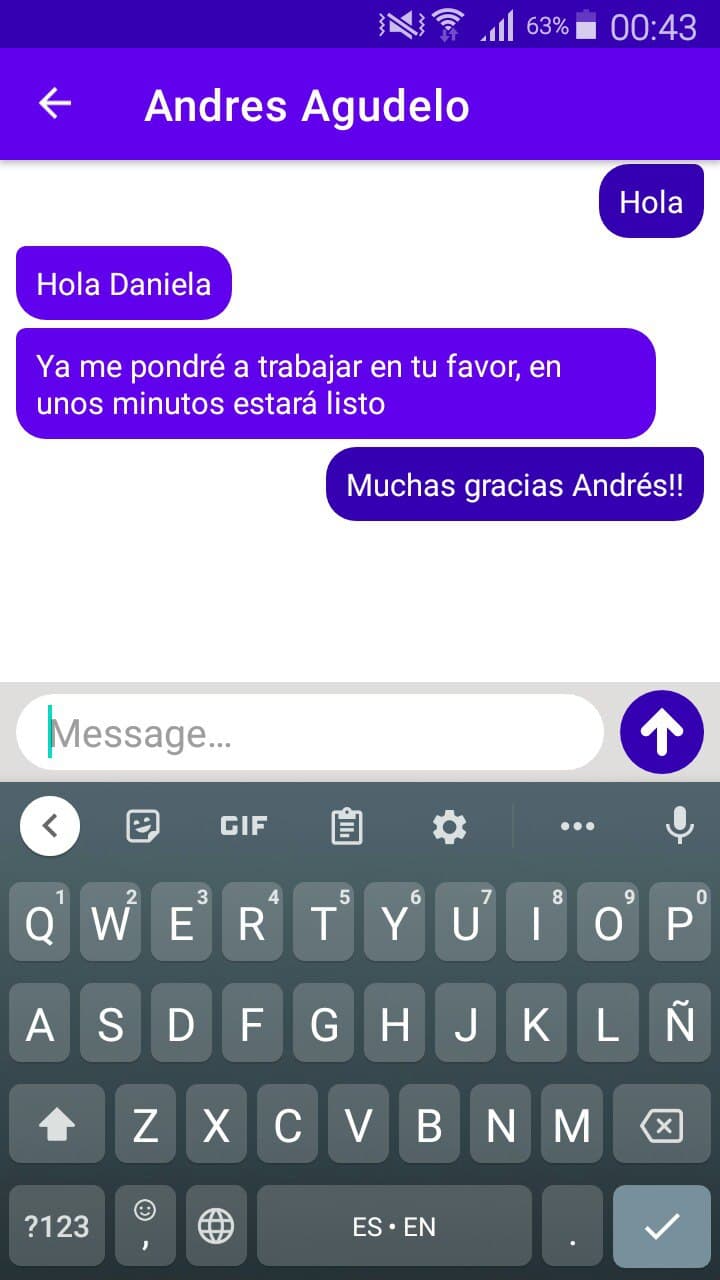 63% 00:43
Andres Agudelo
Hola
Hola Daniela
Ya me pondré a trabajar en tu favor, en
unos minutos estará listo
Muchas gracias Andrés!!
Message...
GIF
1 2 3 4 5 6 7 8 9 0
Q W E R T Y U I O P
A S D F G H J K L Ñ
Z X C V B N M
?123 , ES • EN .